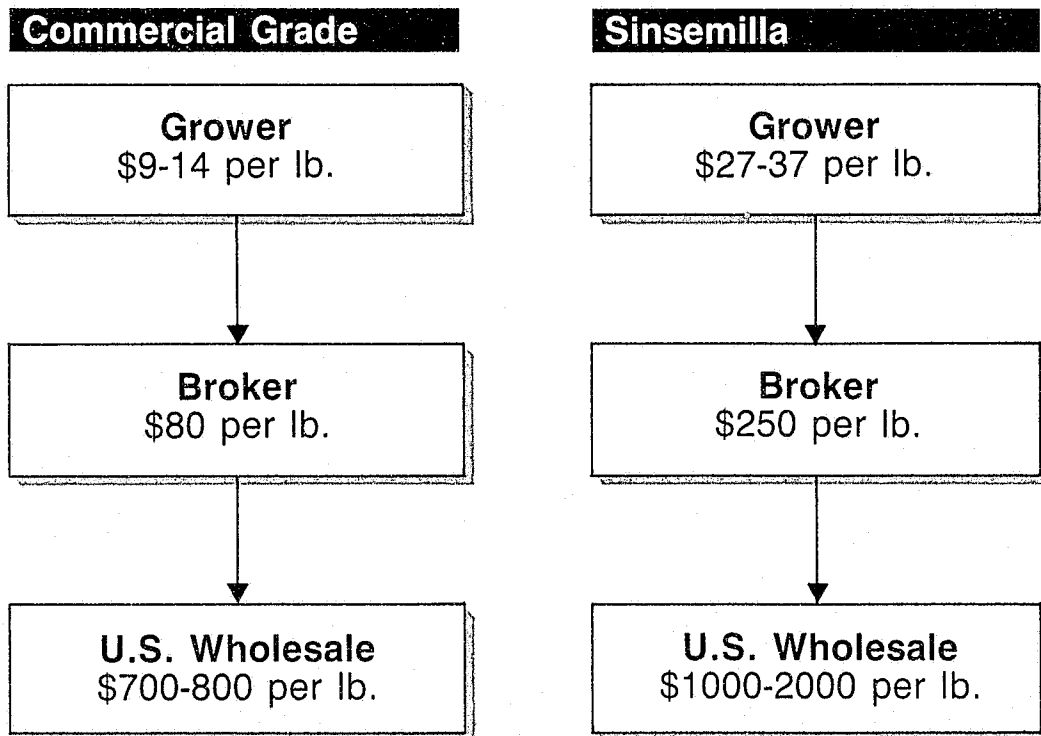 Commercial Grade
Grower
$9-14 per lb.
Broker
$80 per lb.
U.S. Wholesale
$700-800 per lb.
Sinsemilla
Grower
$27-37 per lb.
Broker
$250 per lb.
U.S. Wholesale
$1000-2000 per lb.